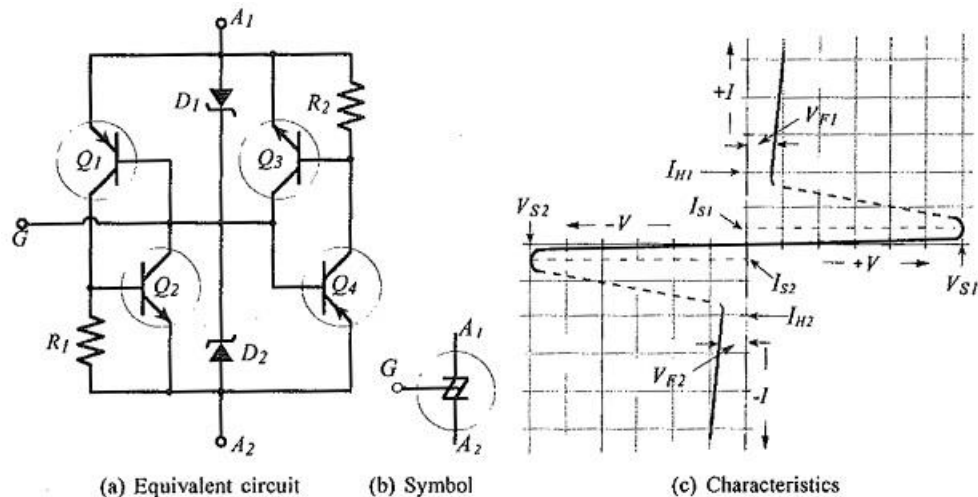 A1
D1
R2
Q1
Q3
G
Q2
Q4
R1
D2
A2
A1
G
A2
+I
VF1
IH1
VS2
-V
IS1
+V
VS1
IS2
IH2
VF2
-I
(a) Equivalent circuit
(b) Symbol
(c) Characteristics